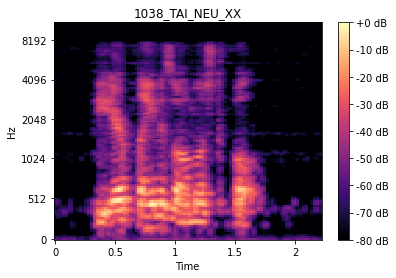 1038_TAI_NEU_XX
+0 dB
8192
-10 dB
4096
-20 dB
-30 dB
2048
Hz
-40 dB
1024
-50 dB
512
-60 dB
-70 dB
0
-80 dB
0
0.5
1
1.5
2
Time